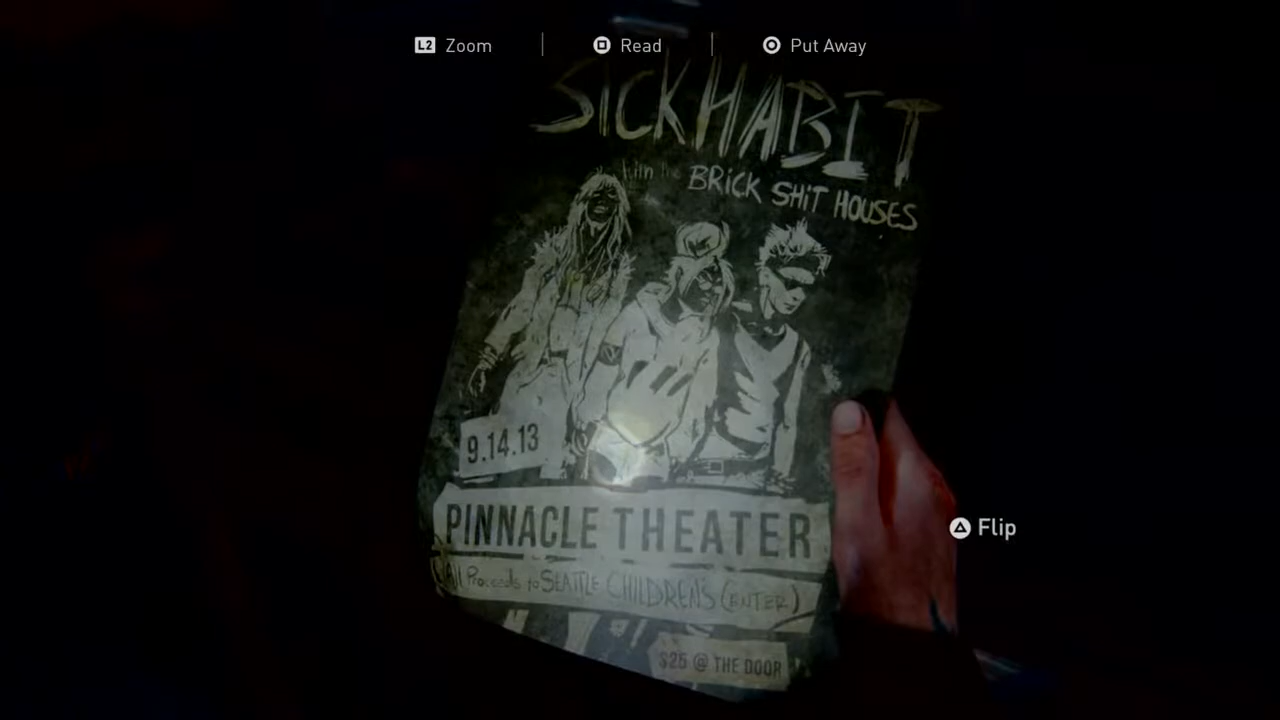 L2 Zoom
Read
Put Away
SICKHABIT
BRICK SHIT HOUSES
9.14.13
PINNACLE THEATER
(All Proceeds to SEATTLE CHILDREN'S CENTER)
$25 @ THE DOOR
Flip